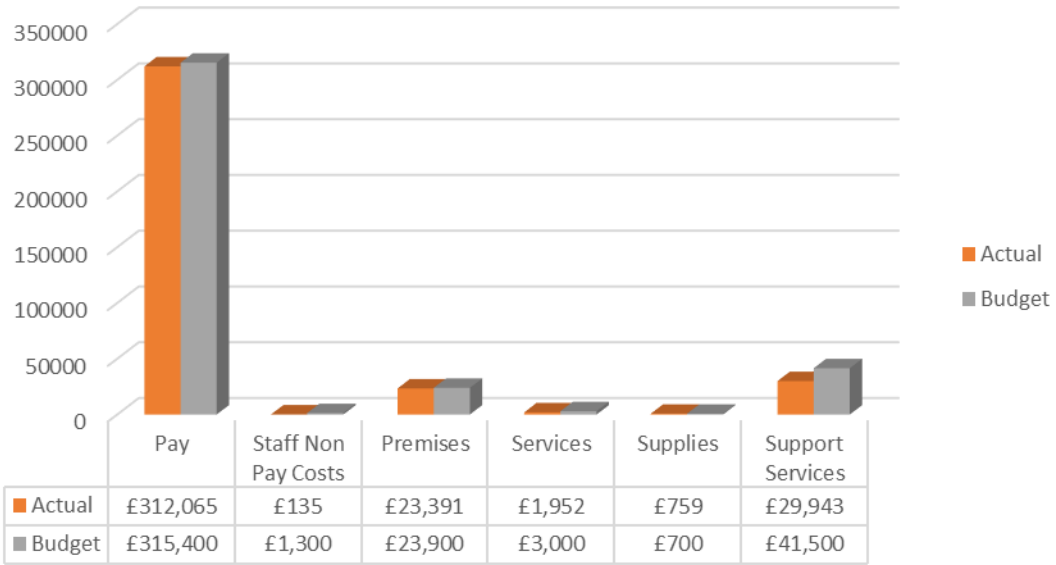 350000
300000
250000
200000
150000
100000
50000
0
Actual
Budget
Pay Staff Non Pay Costs Premises Services Supplies Support Services
Actual £312,065 £135 £23,391 £1,952 £759 £29,943
Budget £315,400 £1,300 £23,900 £3,000 £700 £41,500